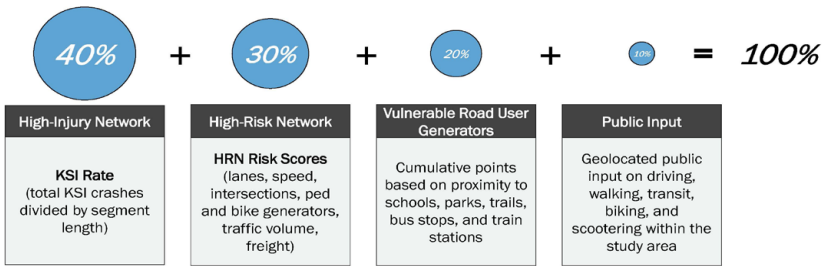 40% + 30% + 20% + 10% = 100%
High-Injury Network
KSI Rate
(total KSI crashes
divided by segment
length)
High-Risk Network
HRN Risk Scores
(lanes, speed,
intersections, ped
and bike generators,
traffic volume,
freight)
Vulnerable Road User
Generators
Cumulative points
based on proximity to
schools, parks, trails,
bus stops, and train
stations
Public Input
Geolocated public
input on driving,
walking, transit,
biking, and
scootering within the
study area